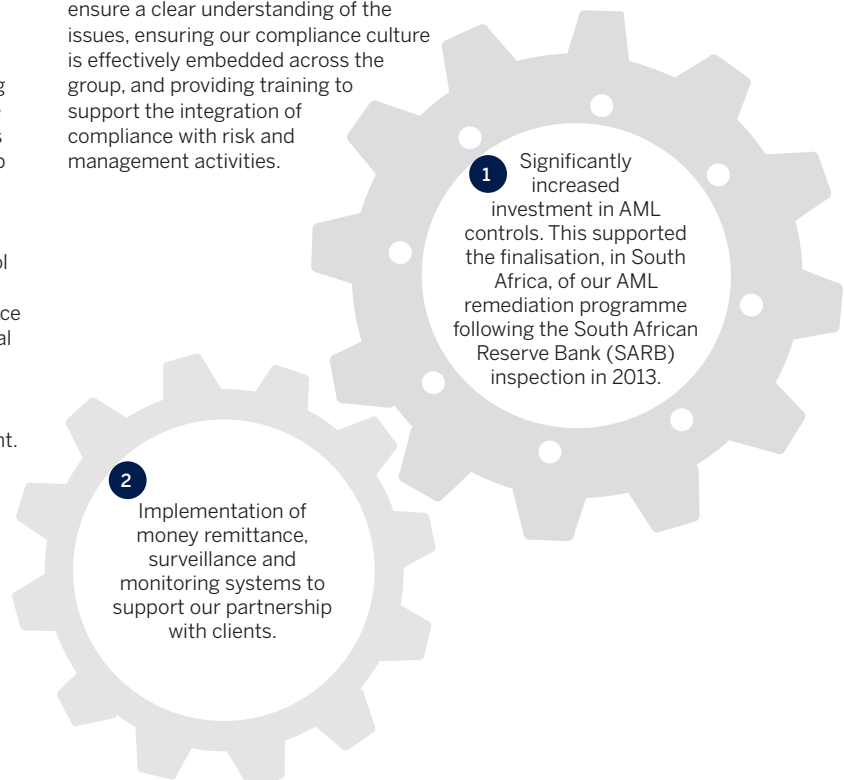 ensure a clear understanding of the
issues, ensuring our compliance culture
is effectively embedded across the
group, and providing training to
support the integration of
compliance with risk and
management activities.
1
Significantly
increased
investment in AML
controls. This supported
the finalisation, in South
Africa, of our AML
remediation programme
following the South African
Reserve Bank (SARB)
inspection in 2013.
2
Implementation of
money remittance,
surveillance and
monitoring systems to
support our partnership
with clients.